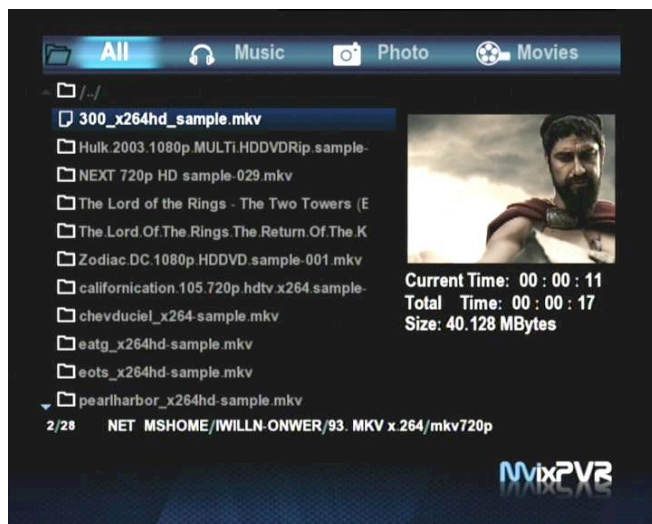 All Music Photo Movies
/../
300_x264hd_sample.mkv
Hulk.2003.1080p.MULTi.HDDVDRip.sample-
NEXT 720p HD sample-029.mkv
The Lord of the Rings - The Two Towers (E
The.Lord.Of.The.Rings.The.Return.Of.The.K
Zodiac.DC.1080p.HDDVD.sample-001.mkv
californication.105.720p.hdtv.x264.sample-
chevduciel_x264-sample.mkv
eatg_x264hd-sample.mkv
eots_x264hd-sample.mkv
pearlharbor_x264hd-sample.mkv
Current Time: 00 : 00 : 11
Total Time: 00 : 00 : 17
Size: 40.128 MBytes
2/28 NET MSHOME/IWILLN-ONWER/93. MKV x.264/mkv720p
MvixPVR